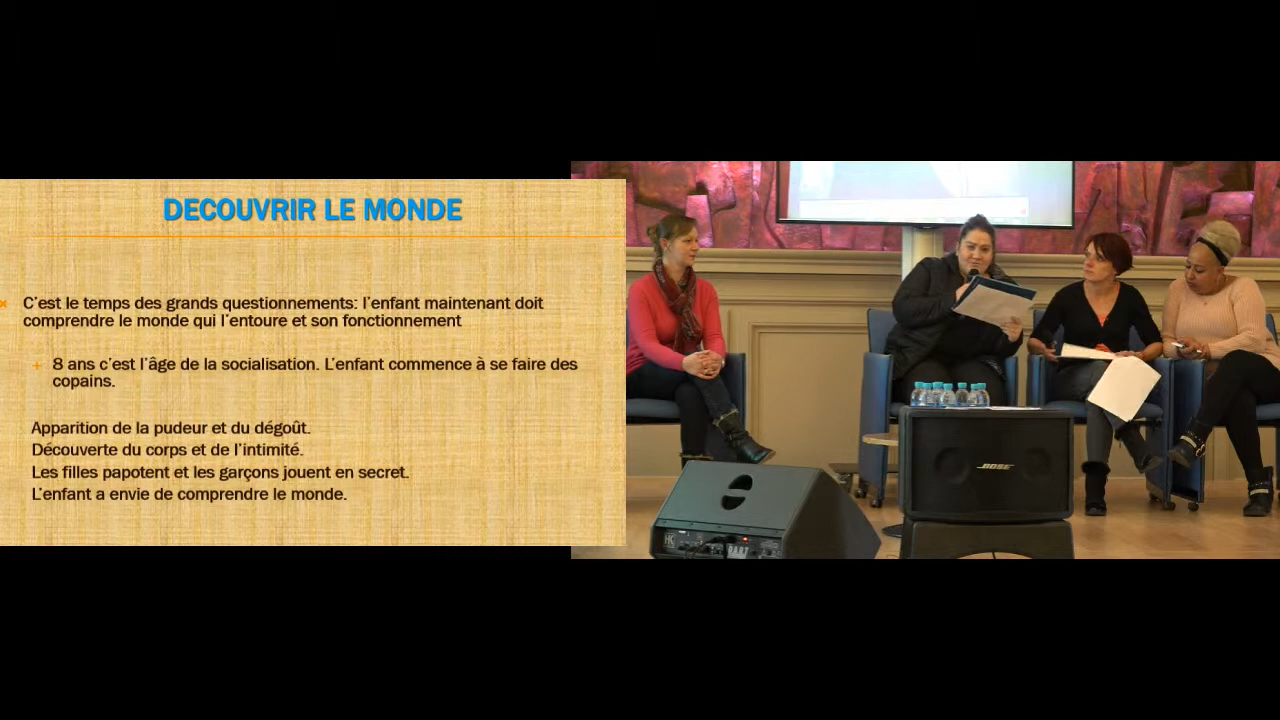 DECOUVRIR LE MONDE
C'est le temps des grands questionnements: l'enfant maintenant doit
comprendre le monde qui l'entoure et son fonctionnement
8 ans c'est l'âge de la socialisation. L'enfant commence à se faire des
copains.
Apparition de la pudeur et du dégoût.
Découverte du corps et de l'intimité.
Les filles papotent et les garçons jouent en secret.
L'enfant a envie de comprendre le monde.
BOSE
HK